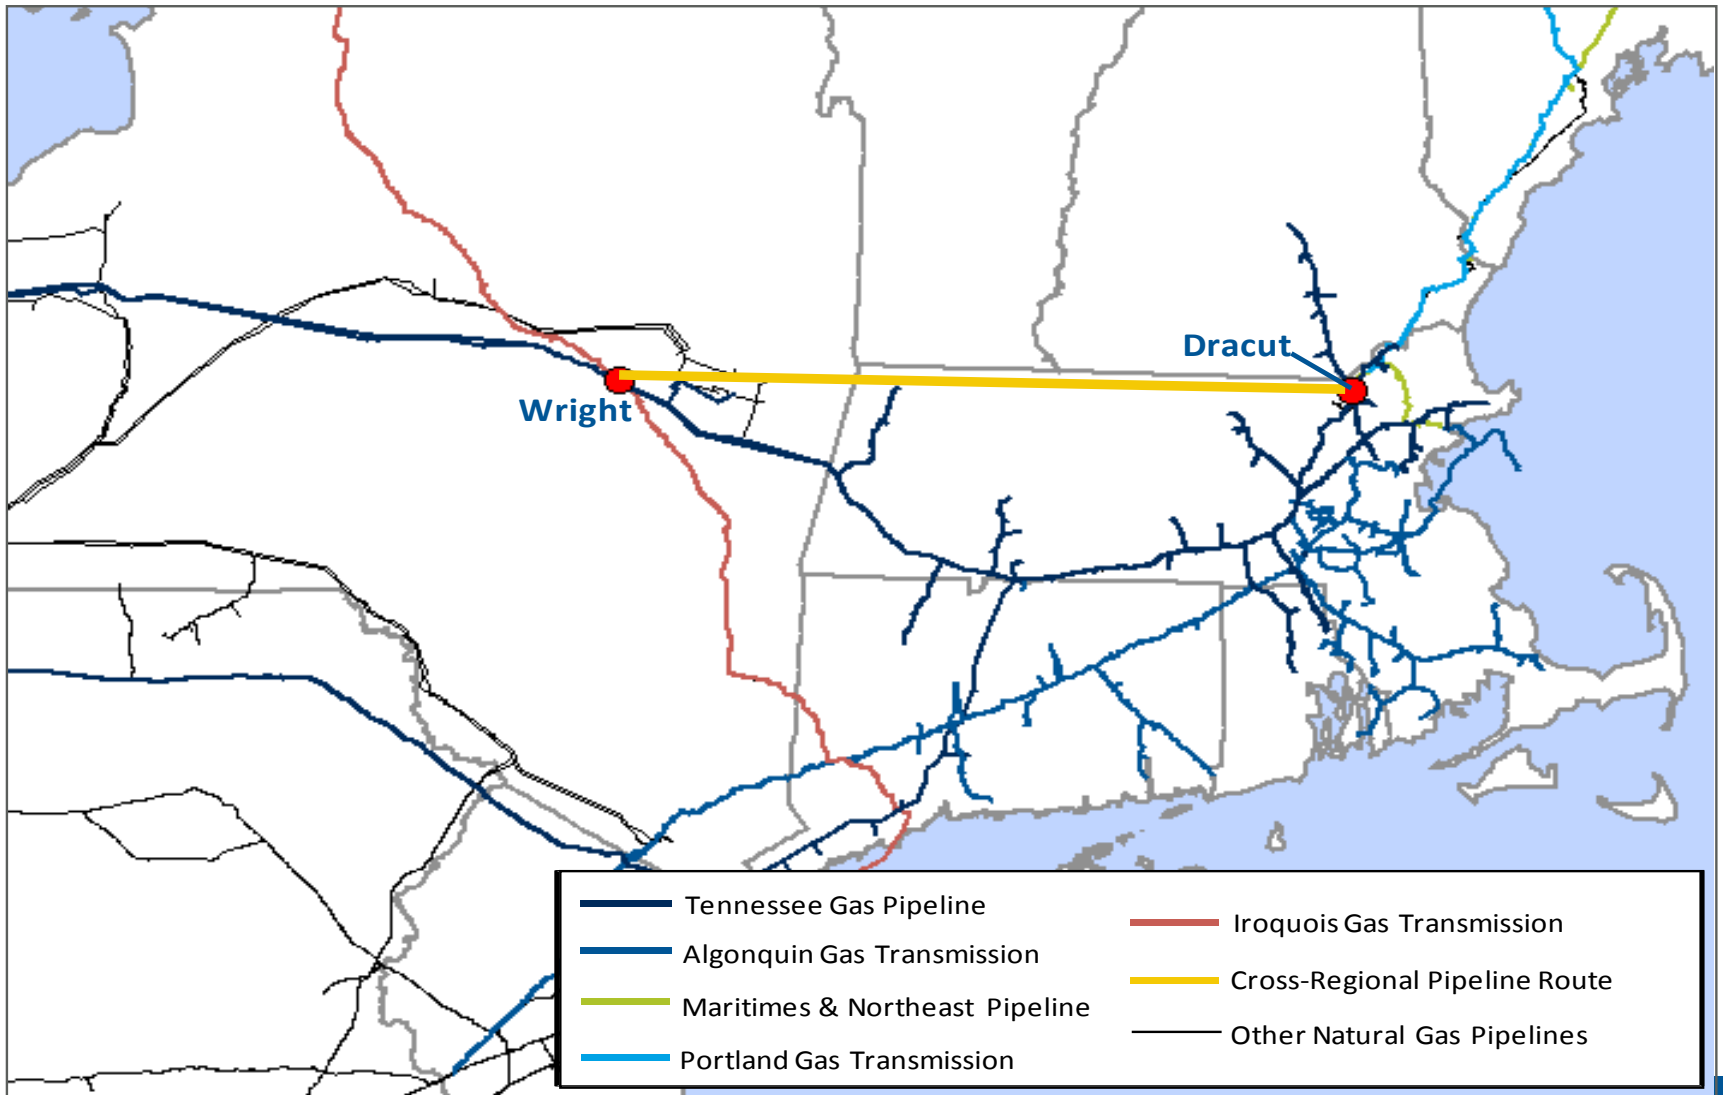 Dracut
Wright
Tennessee Gas Pipeline
Algonquin Gas Transmission
Maritimes & Northeast Pipeline
Portland Gas Transmission
Iroquois Gas Transmission
Cross-Regional Pipeline Route
Other Natural Gas Pipelines